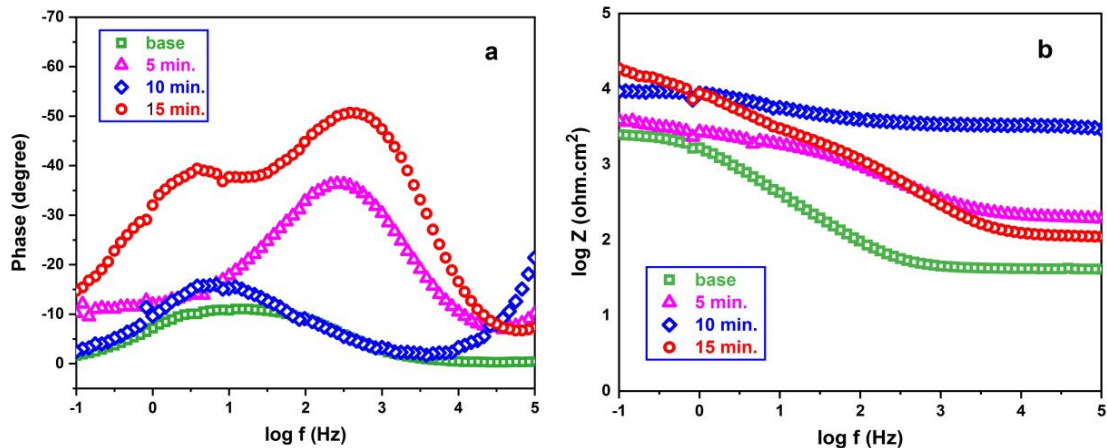 a
Phase (degree)
-70
-60
-50
-40
-30
-20
-10
0
base
5 min.
10 min.
15 min.
-1 0 1 2 3 4 5
log f (Hz)
b
log Z (ohm.cm²)
5
4
3
2
1
0
base
5 min.
10 min.
15 min.
-1 0 1 2 3 4 5
log f (Hz)